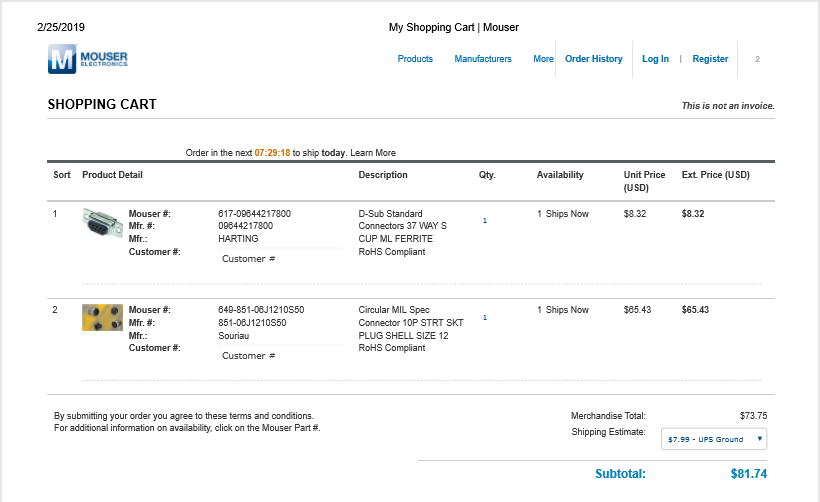 2/25/2019 My Shopping Cart | Mouser
M MOUSER ELECTRONICS
Products Manufacturers More Order History Log In | Register 2
SHOPPING CART This is not an invoice.
Order in the next 07:29:18 to ship today. Learn More
Sort Product Detail Description Qty. Availability Unit Price (USD) Ext. Price (USD)
1 Mouser #: 617-09644217800 D-Sub Standard 1 1 Ships Now $8.32 $8.32
Mfr. #: 09644217800 Connectors 37 WAY S
Mfr.: HARTING CUP ML FERRITE
Customer #: Customer # RoHS Compliant
2 Mouser #: 649-851-06J1210S50 Circular MIL Spec 1 1 Ships Now $65.43 $65.43
Mfr. #: 851-06J1210S50 Connector 10P STRT SKT
Mfr.: Souriau PLUG SHELL SIZE 12
Customer #: Customer # RoHS Compliant
By submitting your order you agree to these terms and conditions. Merchandise Total: $73.75
For additional information on availability, click on the Mouser Part #. Shipping Estimate: $7.99 - UPS Ground
Subtotal: $81.74